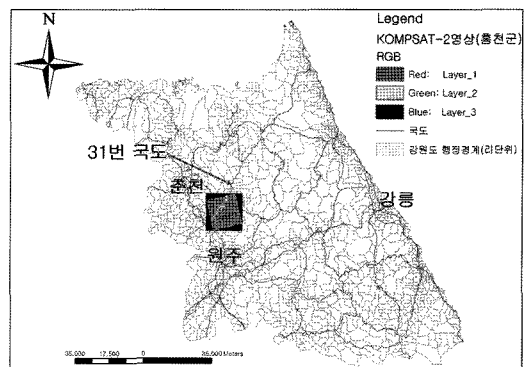 N
Legend
KOMPSAT-2영상(홍천군)
RGB
Red: Layer_1
Green: Layer_2
Blue: Layer_3
국도
강원도 행정경계(리단위)
31번 국도
춘천
강릉
원주
35,000 17,500 0 35,000 Meters